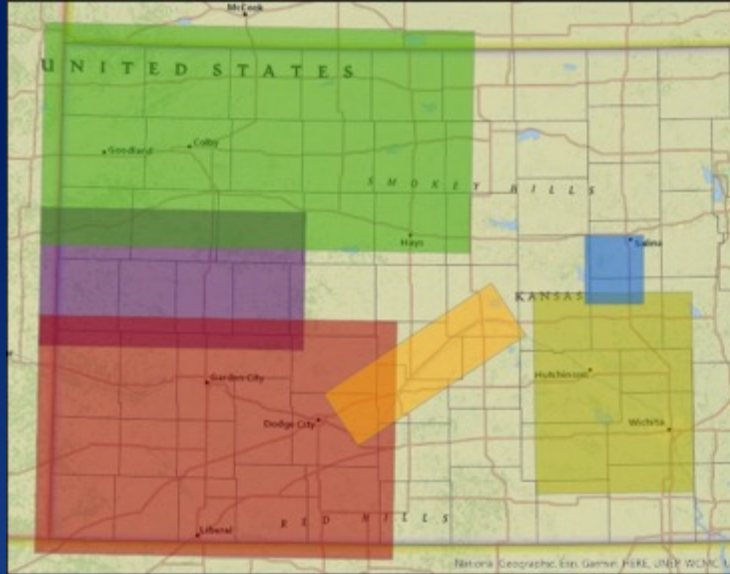 McCook
UNITED STATES
Goodland
Colby
SMOKEY HILLS
Hays
Salina
KANSAS
Garden City
Hutchinson
Dodge City
Wichita
Liberal
RED HILLS
National Geographic, Esri, Garmin, HERE, UNEP-WCMC, U